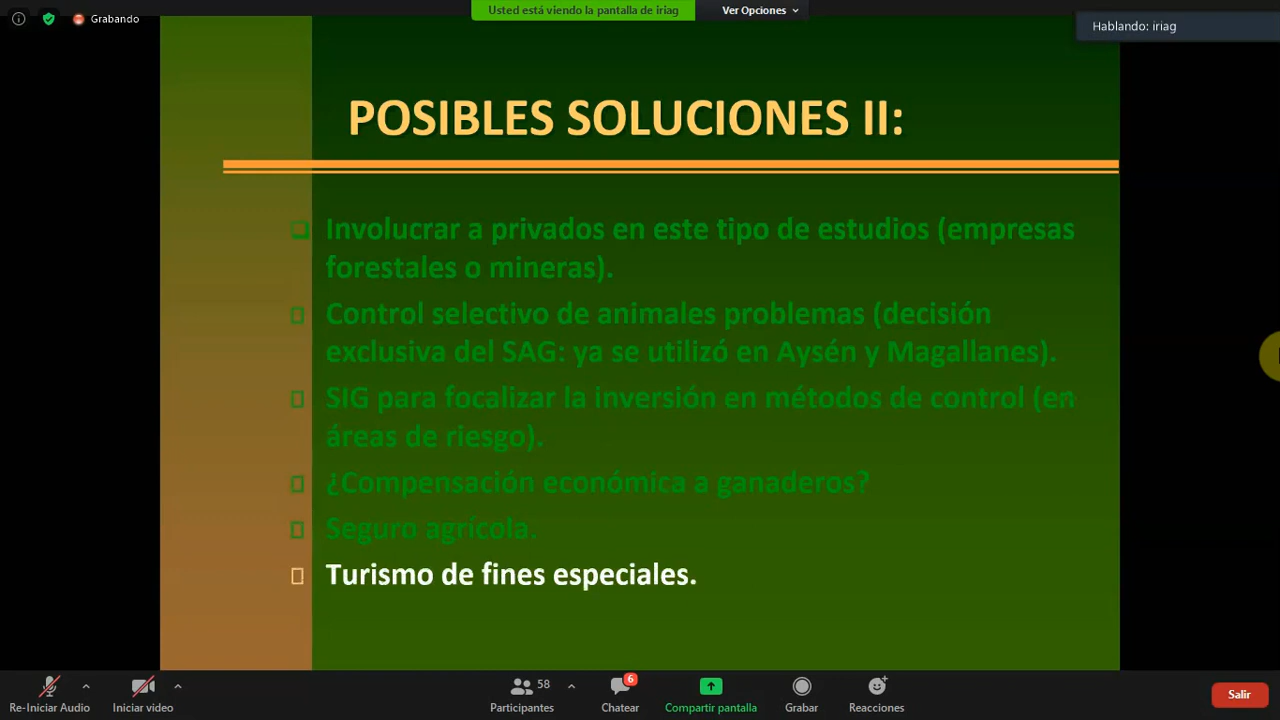 Grabando
Usted está viendo la pantalla de iriag
Ver Opciones
Hablando: iriag
POSIBLES SOLUCIONES II:
Involucrar a privados en este tipo de estudios (empresas
forestales o mineras).
Control selectivo de animales problemas (decisión
exclusiva del SAG: ya se utilizó en Aysén y Magallanes).
SIG para focalizar la inversión en métodos de control (en
áreas de riesgo).
¿Compensación económica a ganaderos?
Seguro agrícola.
Turismo de fines especiales.
58
6
Re-Iniciar Audio
Iniciar video
Participantes
Chatear
Compartir pantalla
Grabar
Reacciones
Salir